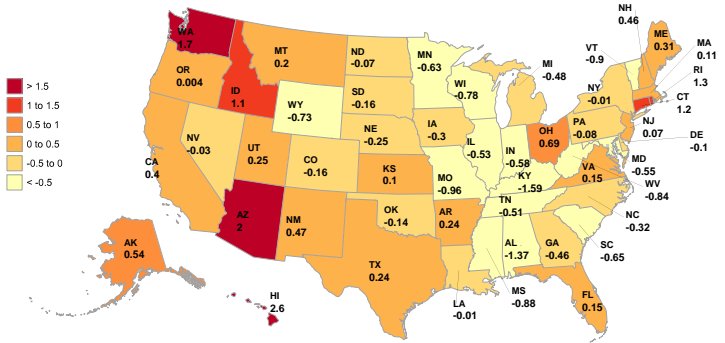 > 1.5
1 to 1.5
0.5 to 1
0 to 0.5
-0.5 to 0
< -0.5
WA
1.7
OR
0.004
CA
0.4
ID
1.1
NV
-0.03
MT
0.2
WY
-0.73
UT
0.25
AZ
2
CO
-0.16
NM
0.47
ND
-0.07
SD
-0.16
NE
-0.25
KS
0.1
OK
-0.14
TX
0.24
MN
-0.63
IA
-0.3
MO
-0.96
AR
0.24
LA
-0.01
WI
-0.78
IL
-0.53
MI
-0.48
IN
-0.58
OH
0.69
KY
-1.59
TN
-0.51
MS
-0.88
AL
-1.37
GA
-0.46
FL
0.15
SC
-0.65
NC
-0.32
VA
0.15
WV
-0.84
MD
-0.55
DE
-0.1
PA
-0.08
NJ
0.07
NY
-0.01
CT
1.2
RI
1.3
MA
0.11
VT
-0.9
NH
0.46
ME
0.31
AK
0.54
HI
2.6